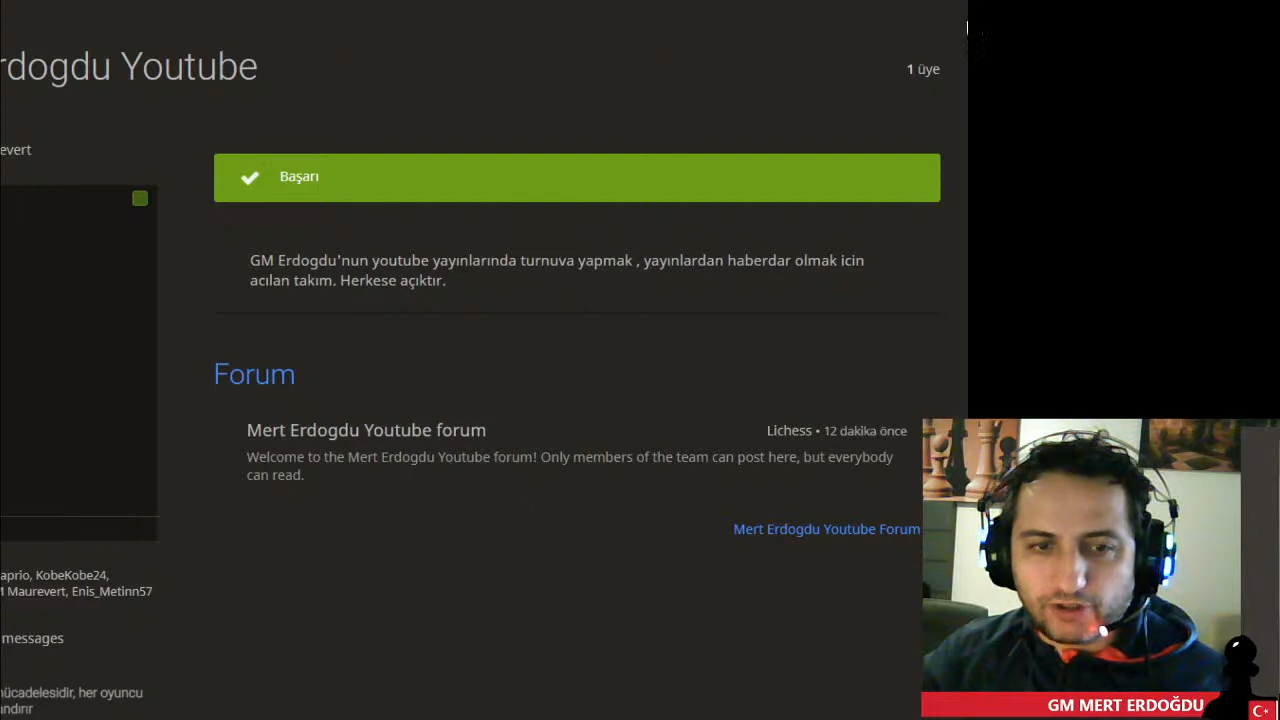 rdogdu Youtube
1 üye
evert
Başarı
GM Erdogdu'nun youtube yayınlarında turnuva yapmak , yayınlardan haberdar olmak icin
acılan takım. Herkese açıktır.
Forum
Mert Erdogdu Youtube forum
Lichess • 12 dakika önce
Welcome to the Mert Erdogdu Youtube forum! Only members of the team can post here, but everybody
can read.
Mert Erdogdu Youtube Forum
aprio, KobeKobe24,
M Maurevert, Enis_Metinn57
messages
mücadelesidir, her oyuncu
andırır
GM MERT ERDOĞDU